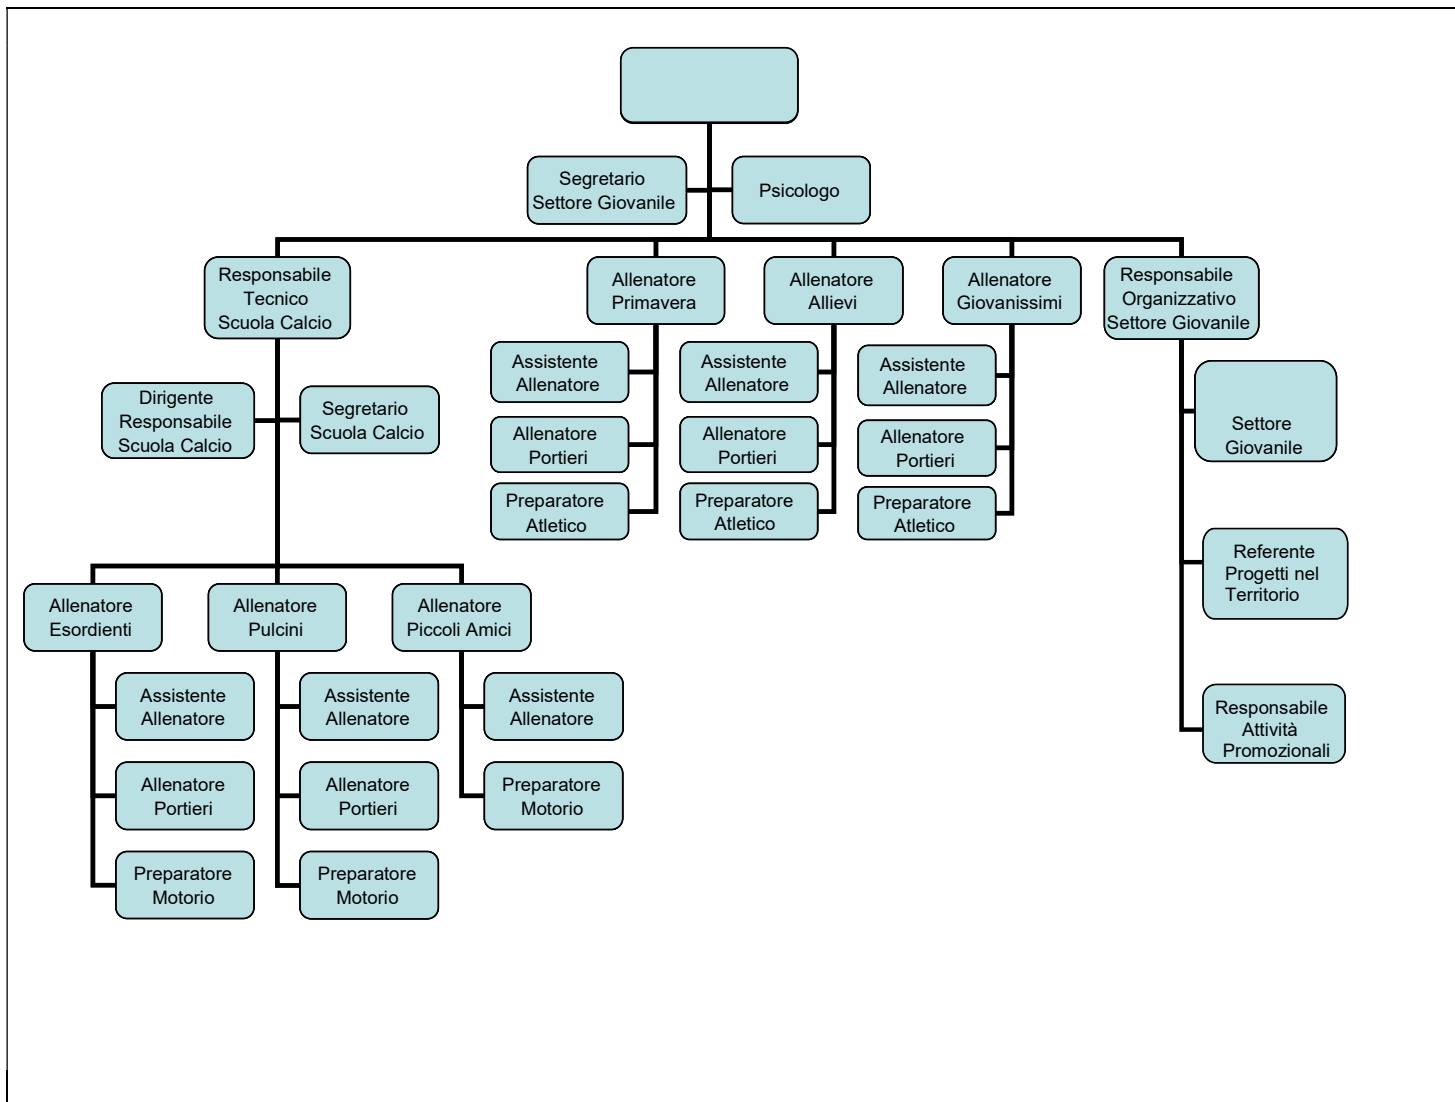 Segretario
Settore Giovanile
Psicologo
Responsabile
Tecnico
Scuola Calcio
Allenatore
Primavera
Allenatore
Allievi
Allenatore
Giovanissimi
Responsabile
Organizzativo
Settore Giovanile
Assistente
Allenatore
Assistente
Allenatore
Assistente
Allenatore
Dirigente
Responsabile
Scuola Calcio
Segretario
Scuola Calcio
Settore
Giovanile
Allenatore
Portieri
Allenatore
Portieri
Allenatore
Portieri
Preparatore
Atletico
Preparatore
Atletico
Preparatore
Atletico
Referente
Progetti nel
Territorio
Allenatore
Esordienti
Allenatore
Pulcini
Allenatore
Piccoli Amici
Assistente
Allenatore
Assistente
Allenatore
Assistente
Allenatore
Responsabile
Attività
Promozionali
Allenatore
Portieri
Allenatore
Portieri
Preparatore
Motorio
Preparatore
Motorio
Preparatore
Motorio